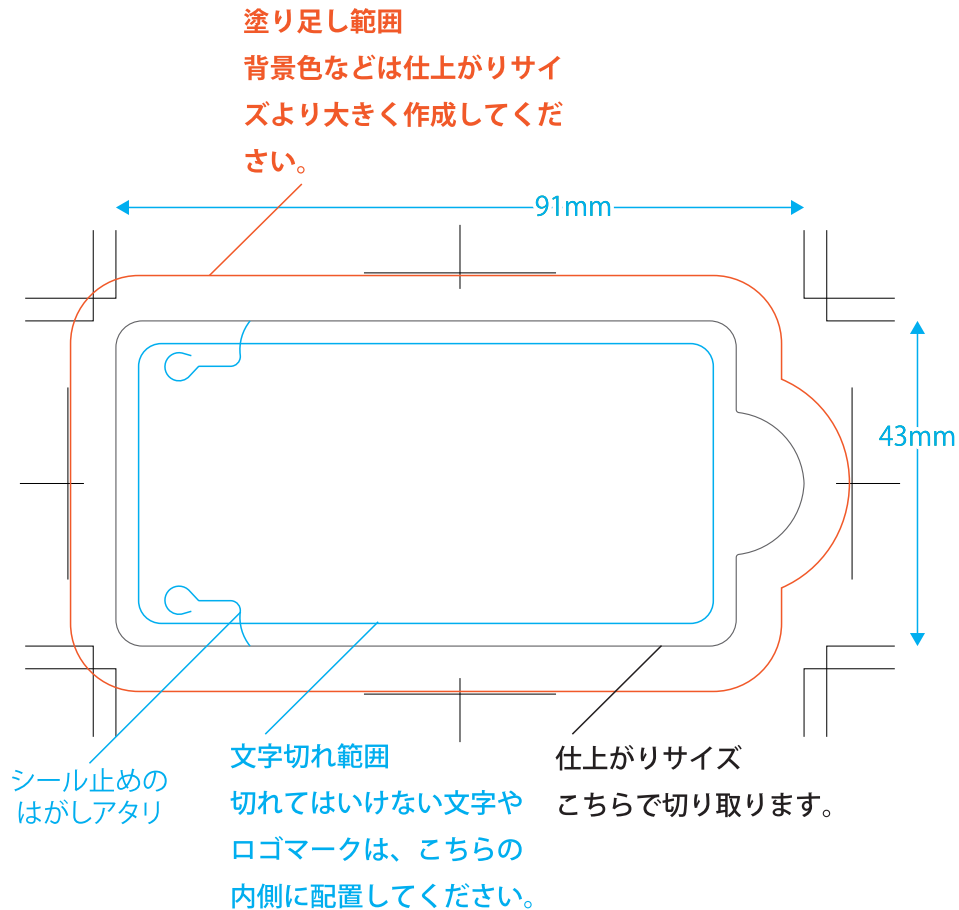 塗り足し範囲
背景色などは仕上がりサイ
ズより大きく作成してくだ
さい。
91mm
43mm
シール止めの
はがしアタリ
文字切れ範囲
切れてはいけない文字や
ロゴマークは、こちらの
内側に配置してください。
仕上がりサイズ
こちらで切り取ります。